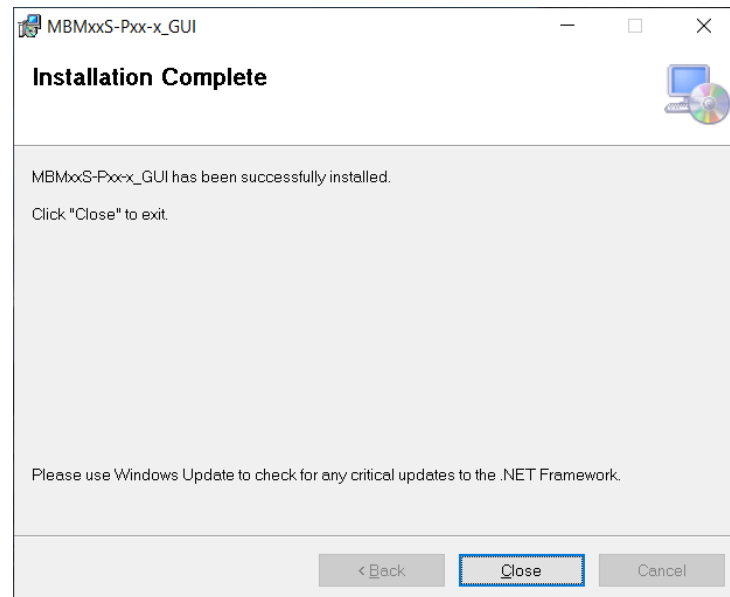 MBMxxS-Pxx-x_GUI
Installation Complete
MBMxxS-Pxx-x_GUI has been successfully installed.
Click "Close" to exit.
Please use Windows Update to check for any critical updates to the .NET Framework.
< Back
Close
Cancel